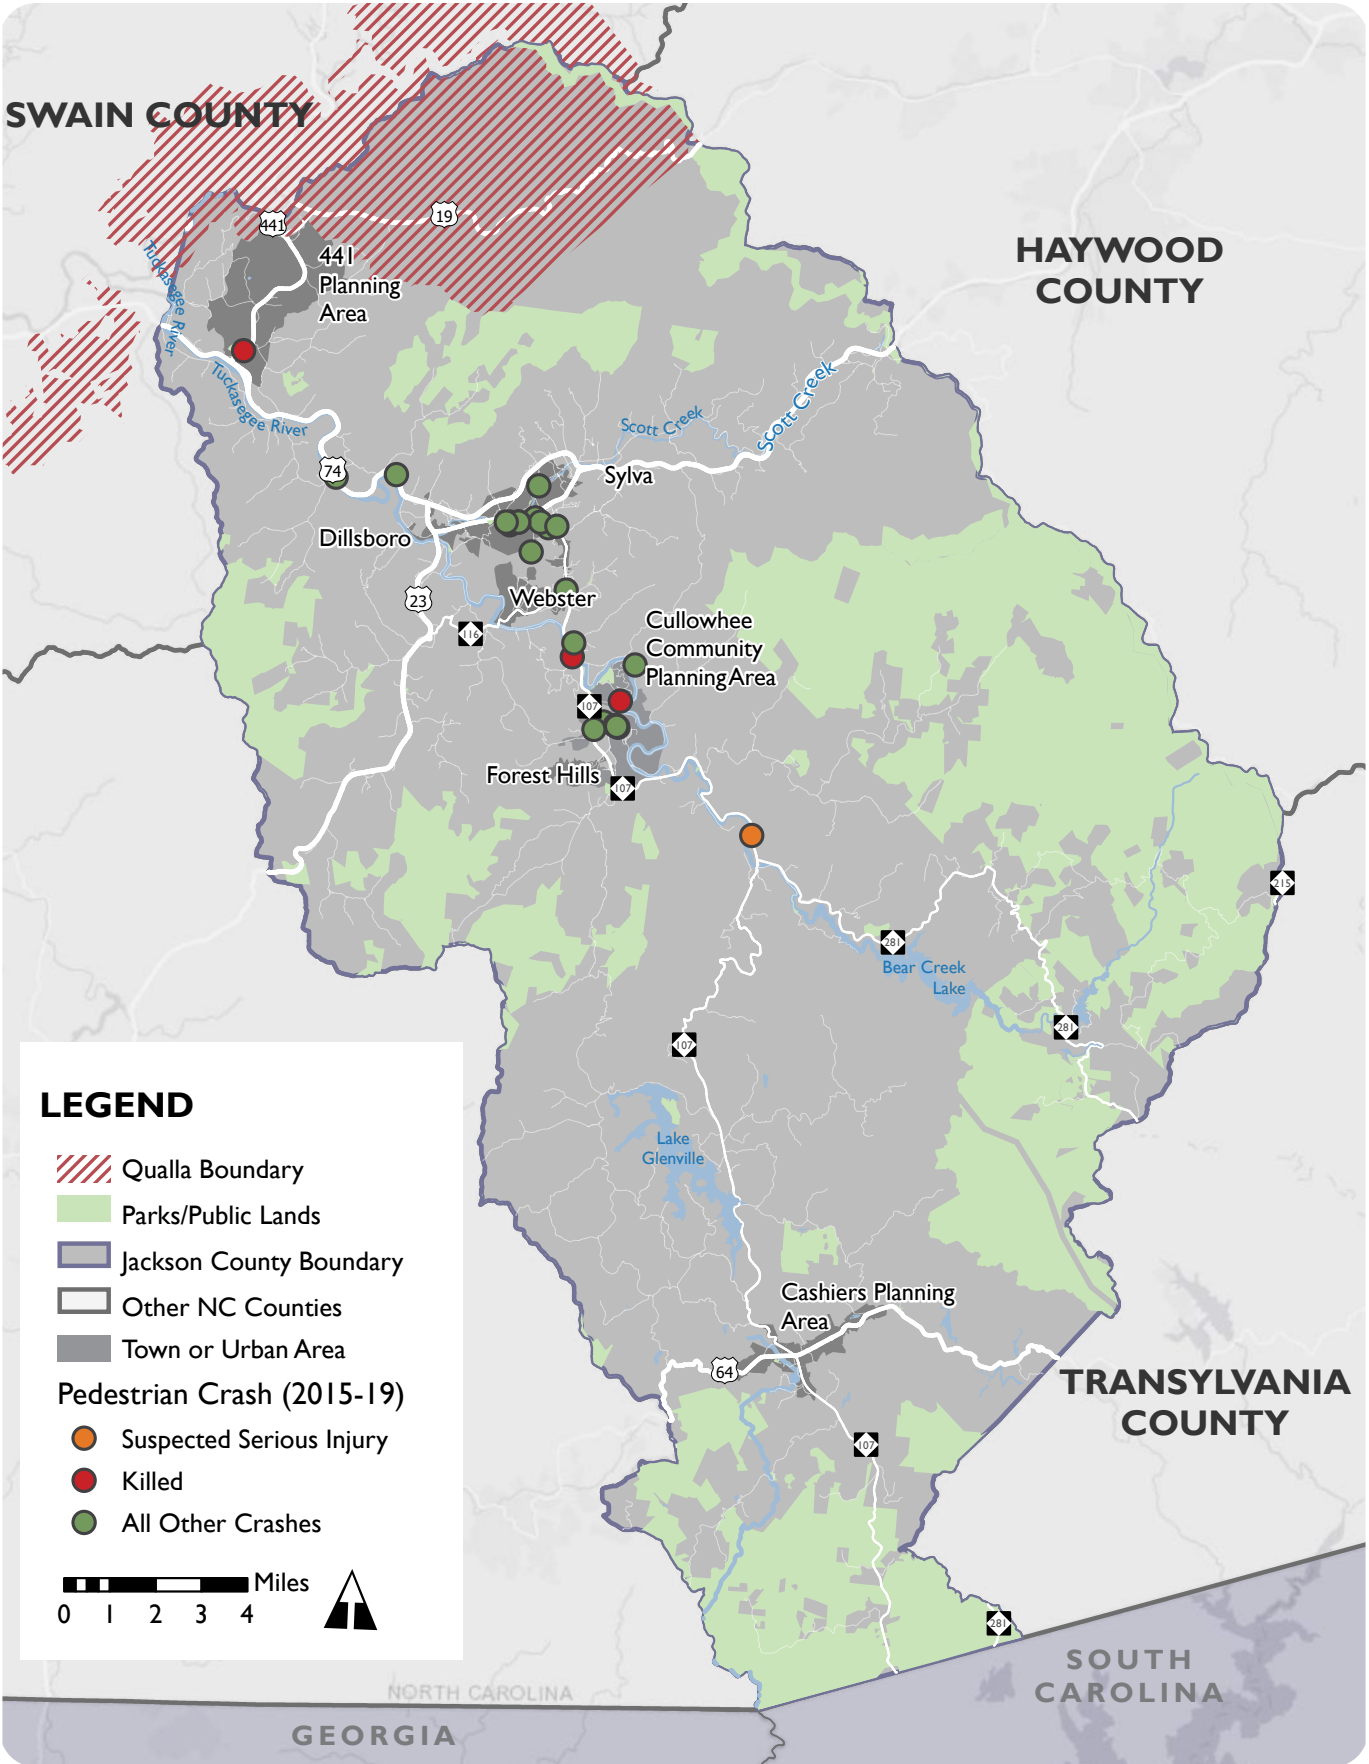 SWAIN COUNTY
HAYWOOD
COUNTY
441
19
441
Planning
Area
Tuckasegee River
Tuckasegee River
Scott Creek
Scott Creek
74
Sylva
Dillsboro
23
Webster
116
Cullowhee
Community
Planning Area
107
Forest Hills
107
215
281
Bear Creek
Lake
281
107
Lake
Glenville
Cashiers Planning
Area
64
TRANSYLVANIA
COUNTY
107
281
SOUTH
CAROLINA
NORTH CAROLINA
GEORGIA
LEGEND
Qualla Boundary
Parks/Public Lands
Jackson County Boundary
Other NC Counties
Town or Urban Area
Pedestrian Crash (2015-19)
Suspected Serious Injury
Killed
All Other Crashes
Miles
0 1 2 3 4